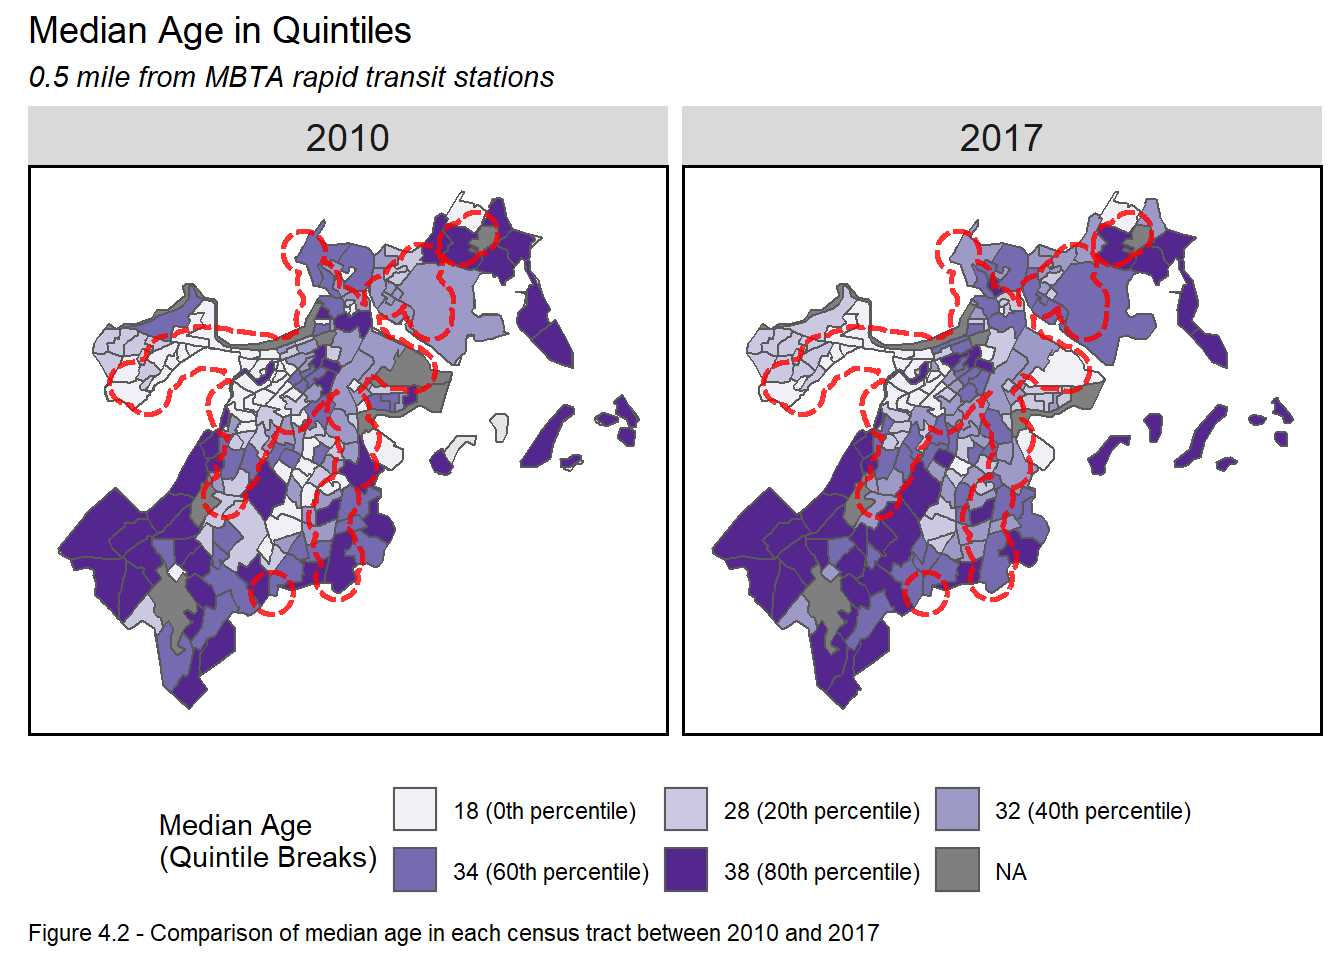 Median Age in Quintiles
0.5 mile from MBTA rapid transit stations
2010
2017
Median Age
(Quintile Breaks)
18 (0th percentile)
28 (20th percentile)
32 (40th percentile)
34 (60th percentile)
38 (80th percentile)
NA
Figure 4.2 - Comparison of median age in each census tract between 2010 and 2017